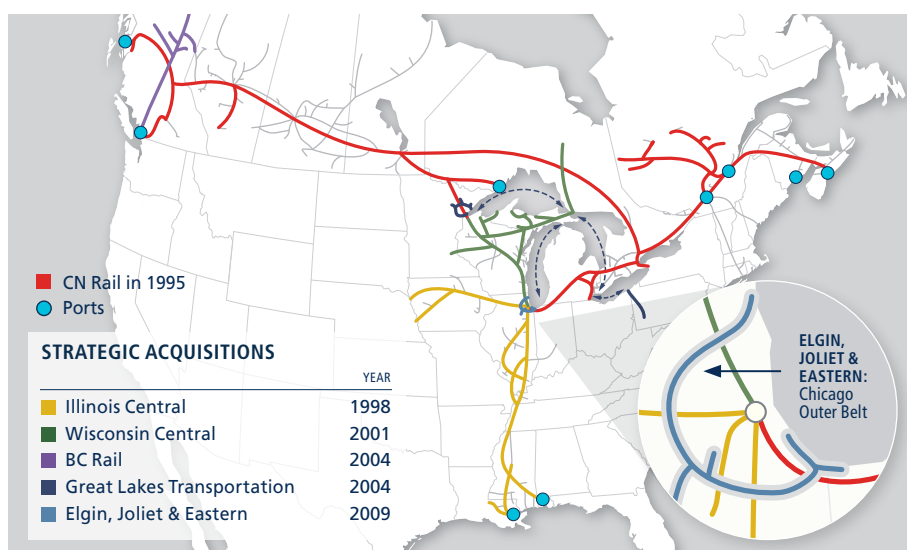 CN Rail in 1995
Ports
STRATEGIC ACQUISITIONS
YEAR
Illinois Central 1998
Wisconsin Central 2001
BC Rail 2004
Great Lakes Transportation 2004
Elgin, Joliet & Eastern 2009
ELGIN,
JOLIET &
EASTERN:
Chicago
Outer Belt